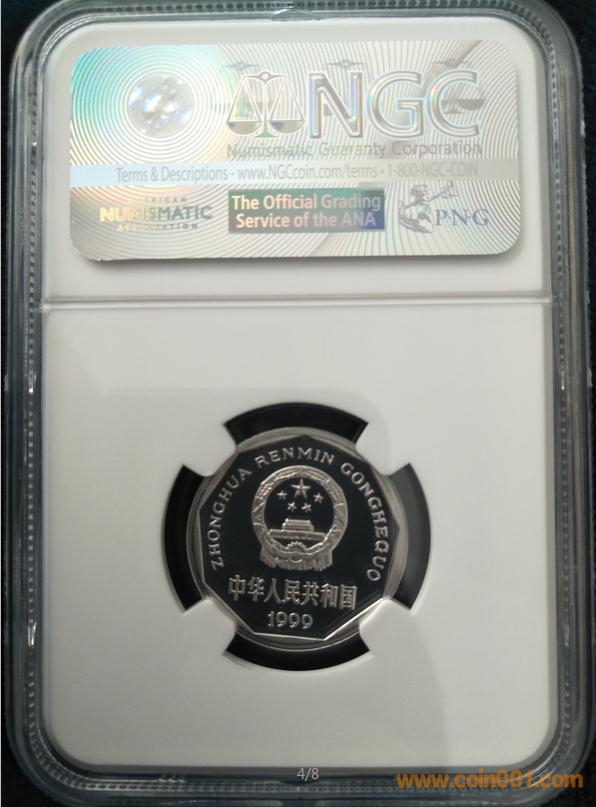 NGC
Numismatic Guaranty Corporation
Terms & Descriptions - www.NGCcoin.com/terms • 1-800-NGC-COIN
NUMISMATIC
ASSOCIATION
The Official Grading
Service of the ANA
PNG
ZHONGHUA RENMIN GONGHEGUO
中华人民共和国
1999
4/8
www.coin001.com